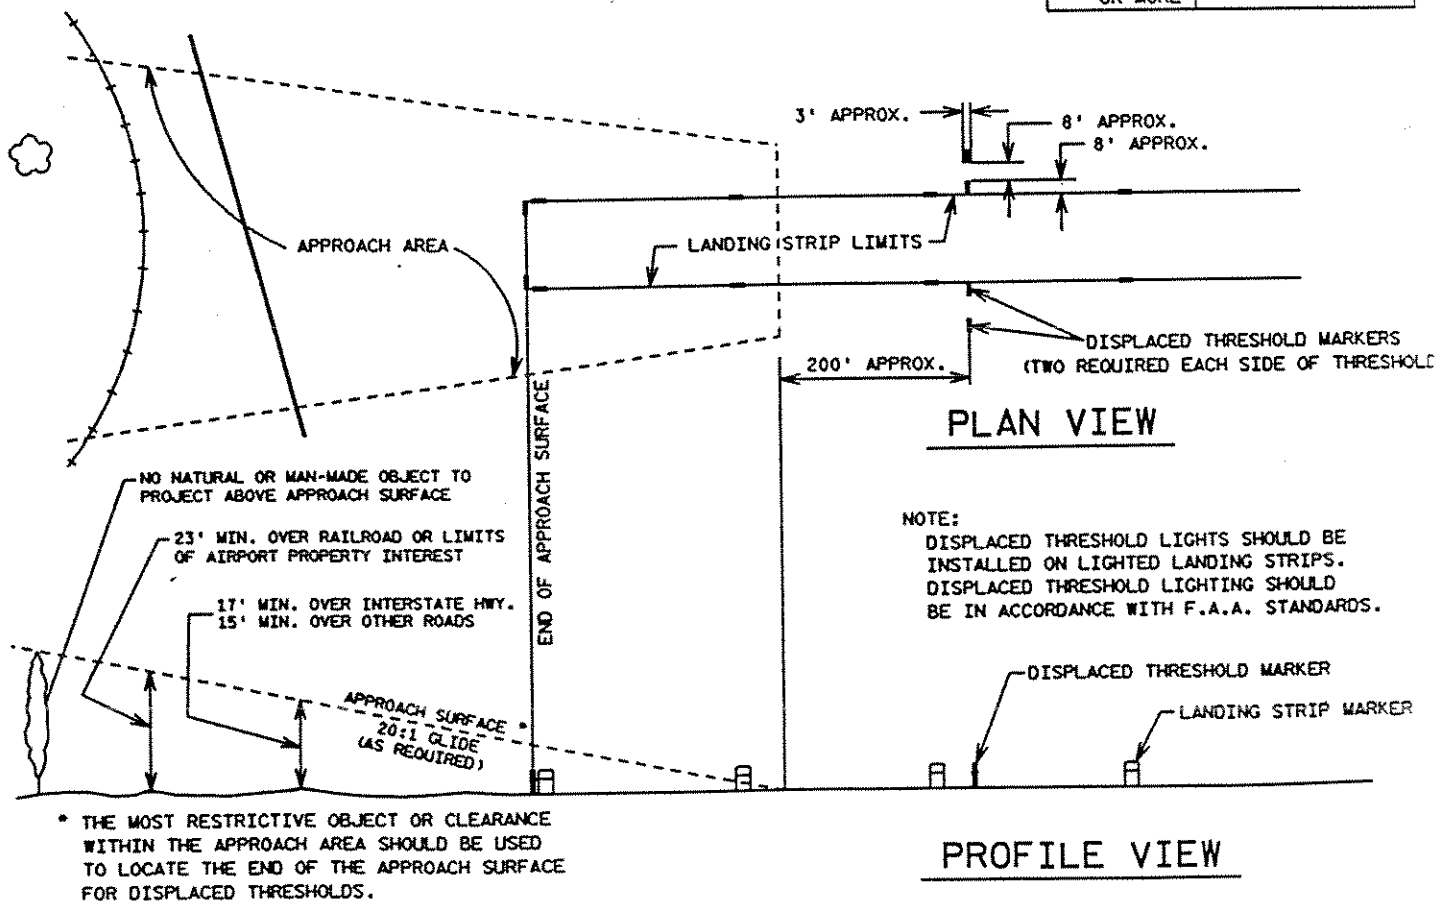 OR MORE
3' APPROX.
8' APPROX.
8' APPROX.
APPROACH AREA
LANDING STRIP LIMITS
DISPLACED THRESHOLD MARKERS
(TWO REQUIRED EACH SIDE OF THRESHOLD
200' APPROX.
PLAN VIEW
END OF APPROACH SURFACE
NO NATURAL OR MAN-MADE OBJECT TO
PROJECT ABOVE APPROACH SURFACE
23' MIN. OVER RAILROAD OR LIMITS
OF AIRPORT PROPERTY INTEREST
17' MIN. OVER INTERSTATE HWY.
15' MIN. OVER OTHER ROADS
NOTE:
DISPLACED THRESHOLD LIGHTS SHOULD BE
INSTALLED ON LIGHTED LANDING STRIPS.
DISPLACED THRESHOLD LIGHTING SHOULD
BE IN ACCORDANCE WITH F.A.A. STANDARDS.
APPROACH SURFACE *
20:1 GLIDE
(AS REQUIRED)
DISPLACED THRESHOLD MARKER
LANDING STRIP MARKER
* THE MOST RESTRICTIVE OBJECT OR CLEARANCE
WITHIN THE APPROACH AREA SHOULD BE USED
TO LOCATE THE END OF THE APPROACH SURFACE
FOR DISPLACED THRESHOLDS.
PROFILE VIEW